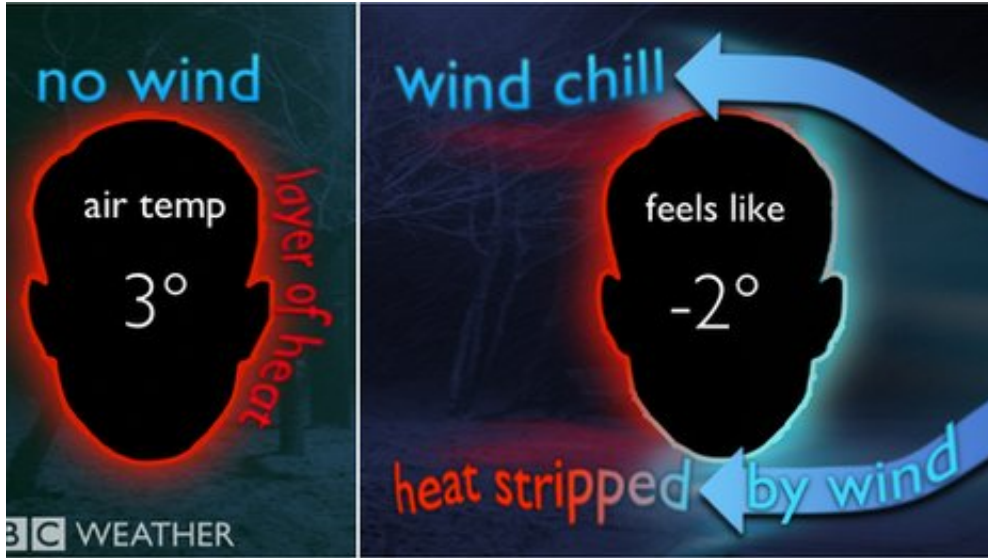 no wind
air temp
3°
layer of heat
BBC WEATHER
wind chill
feels like
-2°
heat stripped by wind